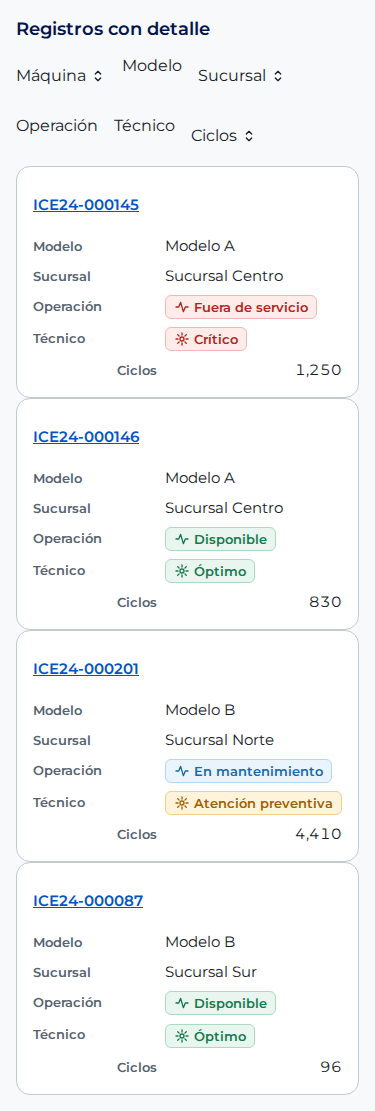 Registros con detalle
Máquina Modelo Sucursal
Operación Técnico Ciclos
ICE24-000145
Modelo Modelo A
Sucursal Sucursal Centro
Operación Fuera de servicio
Técnico Crítico
Ciclos 1,250
ICE24-000146
Modelo Modelo A
Sucursal Sucursal Centro
Operación Disponible
Técnico Óptimo
Ciclos 830
ICE24-000201
Modelo Modelo B
Sucursal Sucursal Norte
Operación En mantenimiento
Técnico Atención preventiva
Ciclos 4,410
ICE24-000087
Modelo Modelo B
Sucursal Sucursal Sur
Operación Disponible
Técnico Óptimo
Ciclos 96